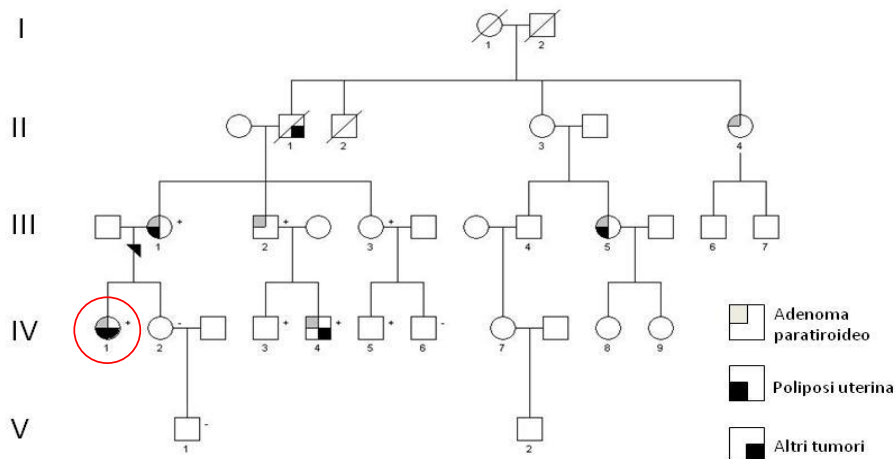 I
1 2
II
1 2 3 4
III
1 + 2 + 3 + 4 5 6 7
IV
1 + 2 - 3 + 4 + 5 + 6 - 7 8 9
V
1 - 2
Adenoma
paratiroideo
Poliposi uterina
Altri tumori